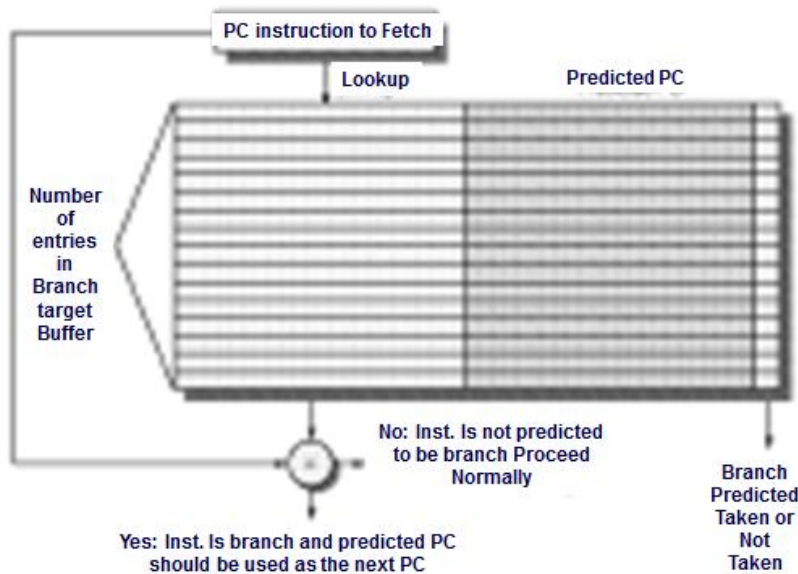 PC instruction to Fetch
Lookup
Predicted PC
Number
of
entries
in
Branch
target
Buffer
No: Inst. Is not predicted
to be branch Proceed
Normally
Branch
Predicted
Taken or
Not
Taken
Yes: Inst. Is branch and predicted PC
should be used as the next PC